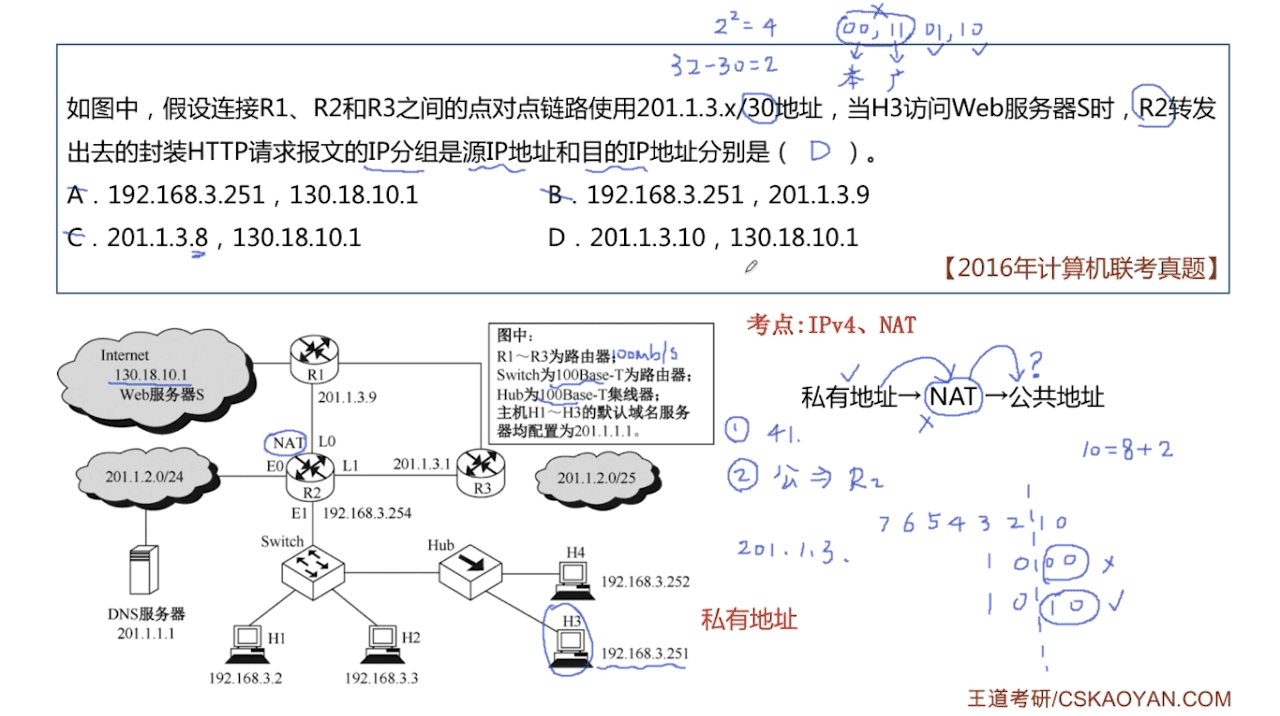 2²=4 00,11 01,10
32-30=2 本 广
如图中，假设连接R1、R2和R3之间的点对点链路使用201.1.3.x/30地址，当H3访问Web服务器S时，R2转发
出去的封装HTTP请求报文的IP分组是源IP地址和目的IP地址分别是（ D ）。
A．192.168.3.251，130.18.10.1 B．192.168.3.251，201.1.3.9
C．201.1.3.8，130.18.10.1 D．201.1.3.10，130.18.10.1
【2016年计算机联考真题】
考点:IPv4、NAT
图中：
R1～R3为路由器; 100mb/s
Switch为100Base-T为路由器;
Hub为100Base-T集线器;
主机H1～H3的默认域名服务
器均配置为201.1.1.1。
Internet
130.18.10.1
Web服务器S
R1
201.1.3.9
NAT L0
E0 L1 201.1.3.1
R2 R3
E1 192.168.3.254
201.1.2.0/24
201.1.2.0/25
Switch Hub
H4
192.168.3.252
DNS服务器
201.1.1.1
H1 H2 H3
192.168.3.251
192.168.3.2 192.168.3.3
?
私有地址→NAT→公共地址
① 41.
10=8+2
② 公⇒R2
7 6 5 4 3 2 1 0
201.1.3.
1 0 0 0 ×
1 0 1 0 ✓
私有地址
王道考研/CSKAOYAN.COM